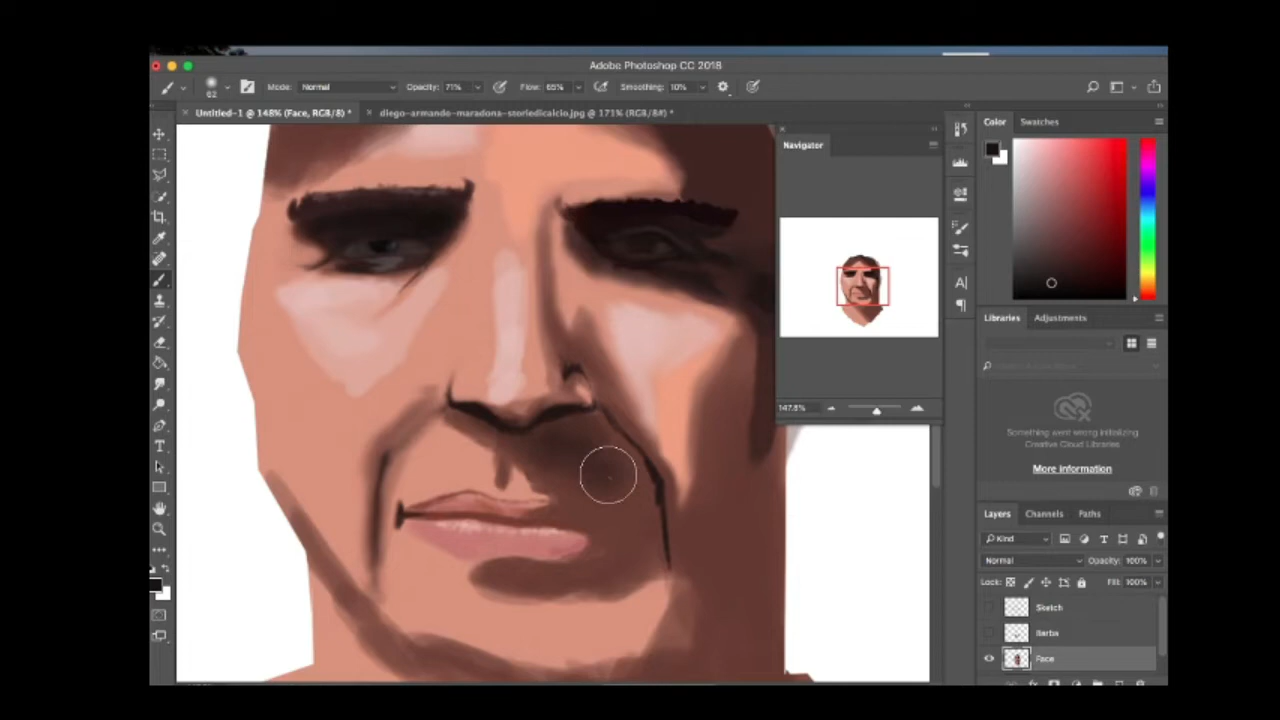 Adobe Photoshop CC 2018
62 Mode: Normal Opacity: 71% Flow: 65% Smoothing: 10%
Untitled-1 @ 148% (Face, RGB/8) * diego-armando-maradona-storiedicalcio.jpg @ 171% (RGB/8#) *
Color Swatches
Navigator
147.8%
Libraries Adjustments
Something went wrong initializing
Creative Cloud Libraries
More information
Layers Channels Paths
Kind
Normal Opacity: 100%
Lock: Fill: 100%
Sketch
Barba
Face